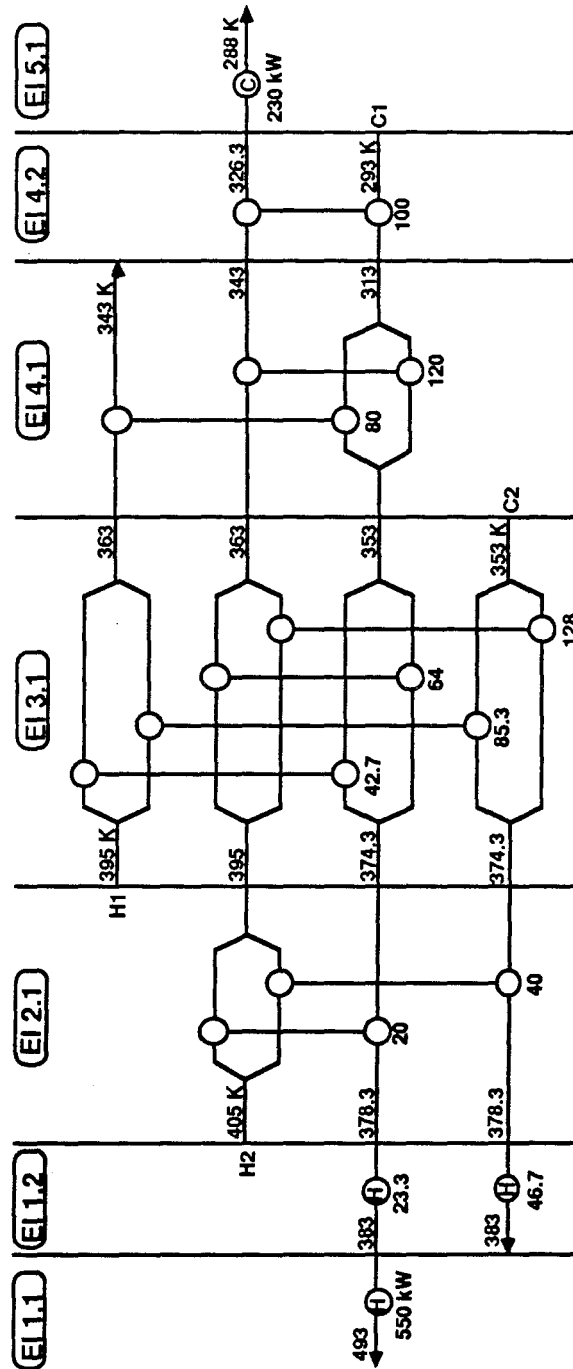 EI 1.1
EI 1.2
EI 2.1
EI 3.1
EI 4.1
EI 4.2
EI 5.1
H1
395 K
363
343 K
H2
405 K
395
363
343
326.3
288 K
C
230 kW
493
H
550 kW
383
H
23.3
378.3
20
374.3
42.7
64
353
80
120
313
100
293 K
C1
383
H
46.7
378.3
40
374.3
85.3
128
353 K
C2